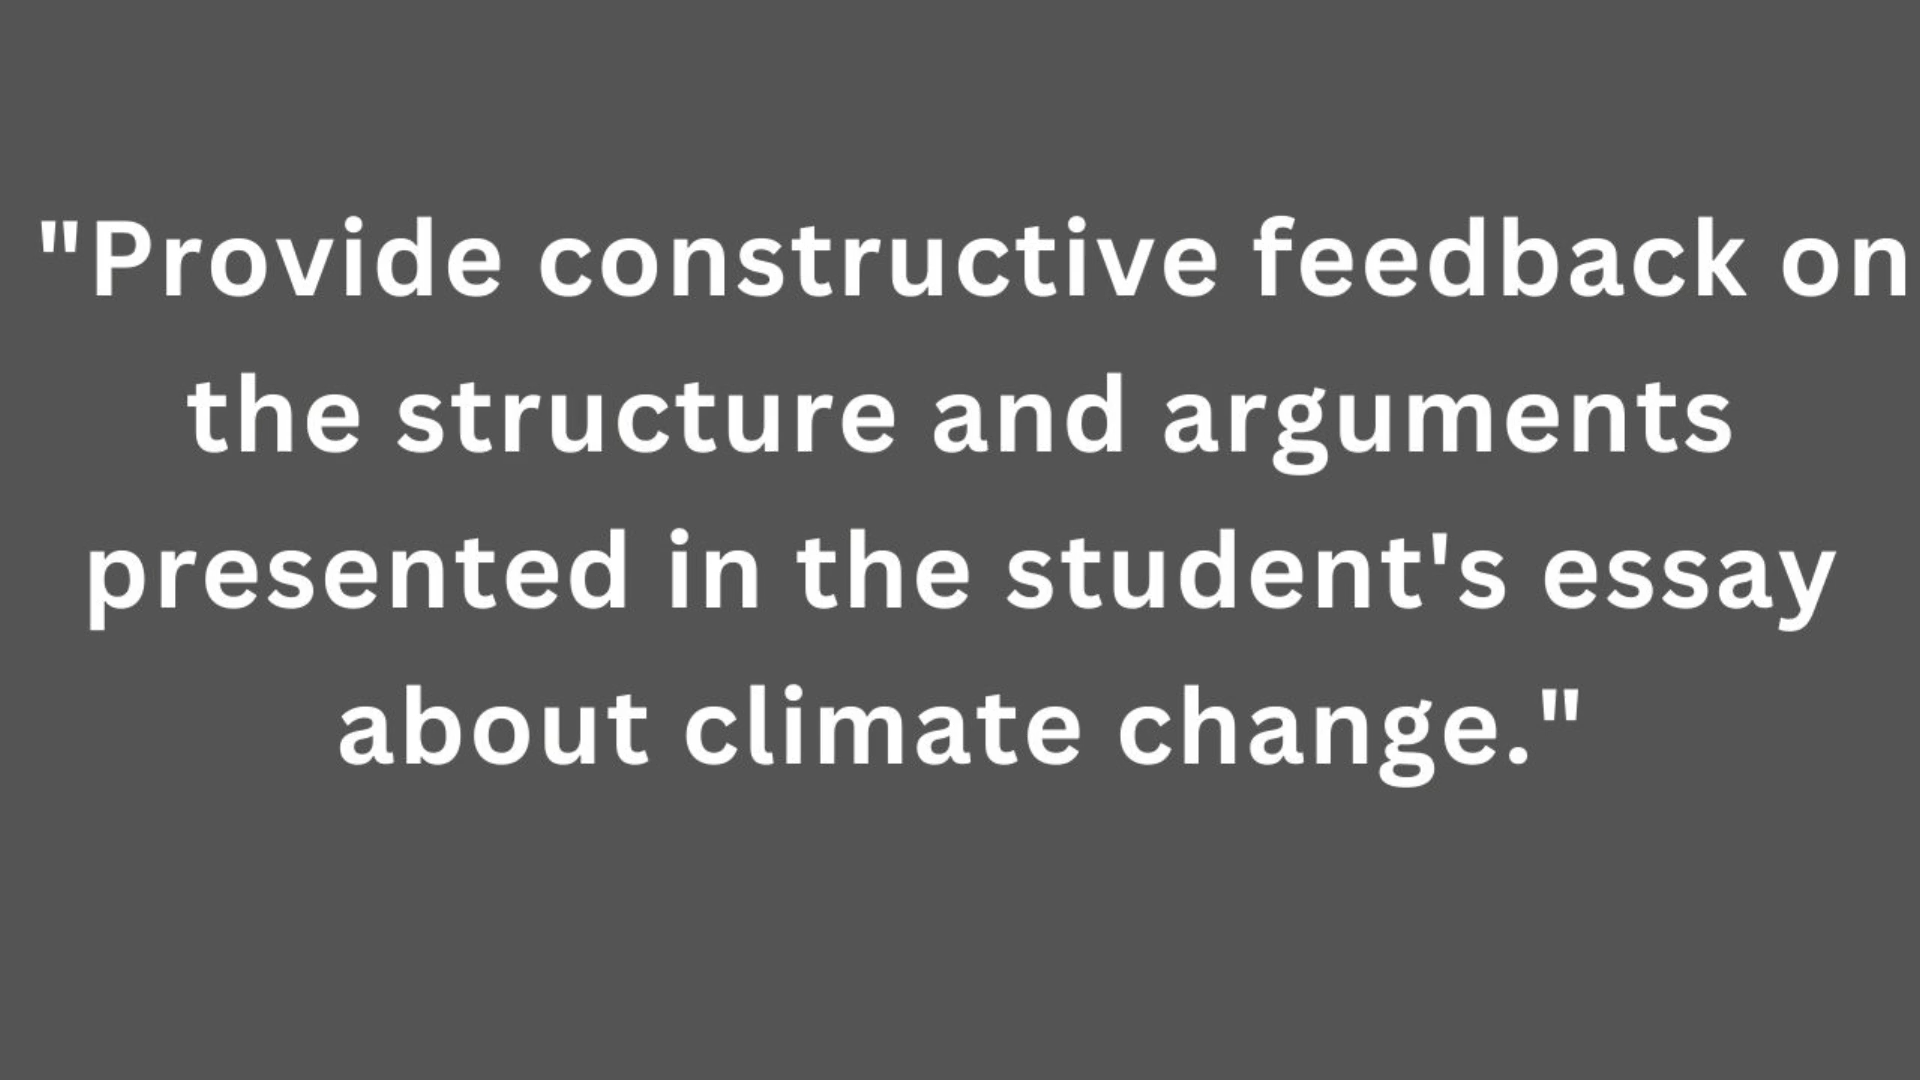 "Provide constructive feedback on
the structure and arguments
presented in the student's essay
about climate change."